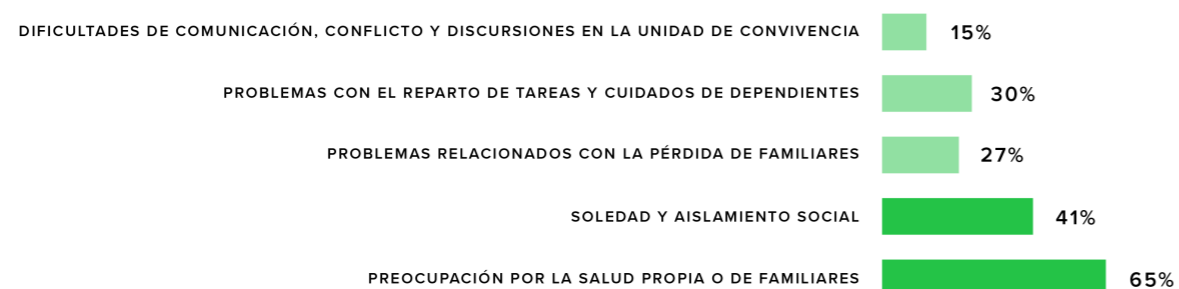 DIFICULTADES DE COMUNICACIÓN, CONFLICTO Y DISCURSIONES EN LA UNIDAD DE CONVIVENCIA 15%
PROBLEMAS CON EL REPARTO DE TAREAS Y CUIDADOS DE DEPENDIENTES 30%
PROBLEMAS RELACIONADOS CON LA PÉRDIDA DE FAMILIARES 27%
SOLEDAD Y AISLAMIENTO SOCIAL 41%
PREOCUPACIÓN POR LA SALUD PROPIA O DE FAMILIARES 65%